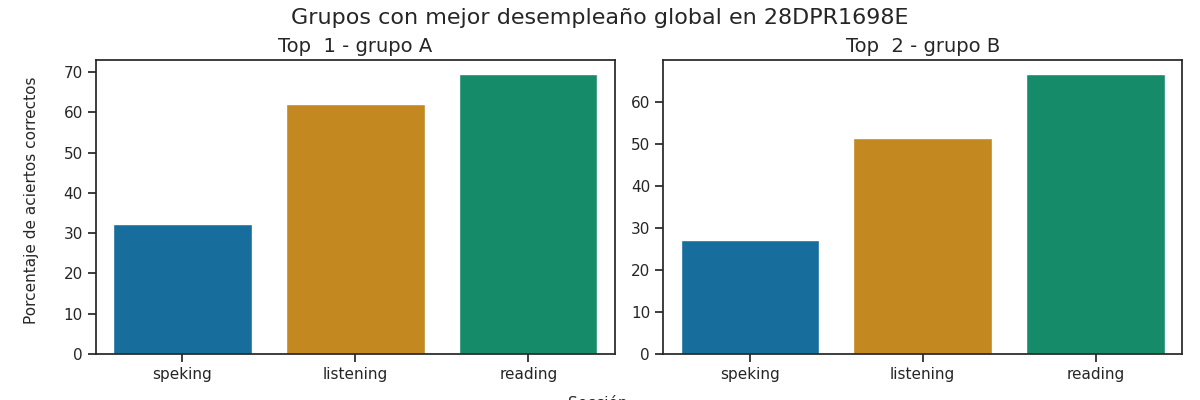 Grupos con mejor desempleaño global en 28DPR1698E
Top 1 - grupo A
Porcentaje de aciertos correctos
70
60
50
40
30
20
10
0
speking
listening
reading
Top 2 - grupo B
60
50
40
30
20
10
0
speking
listening
reading
Sección